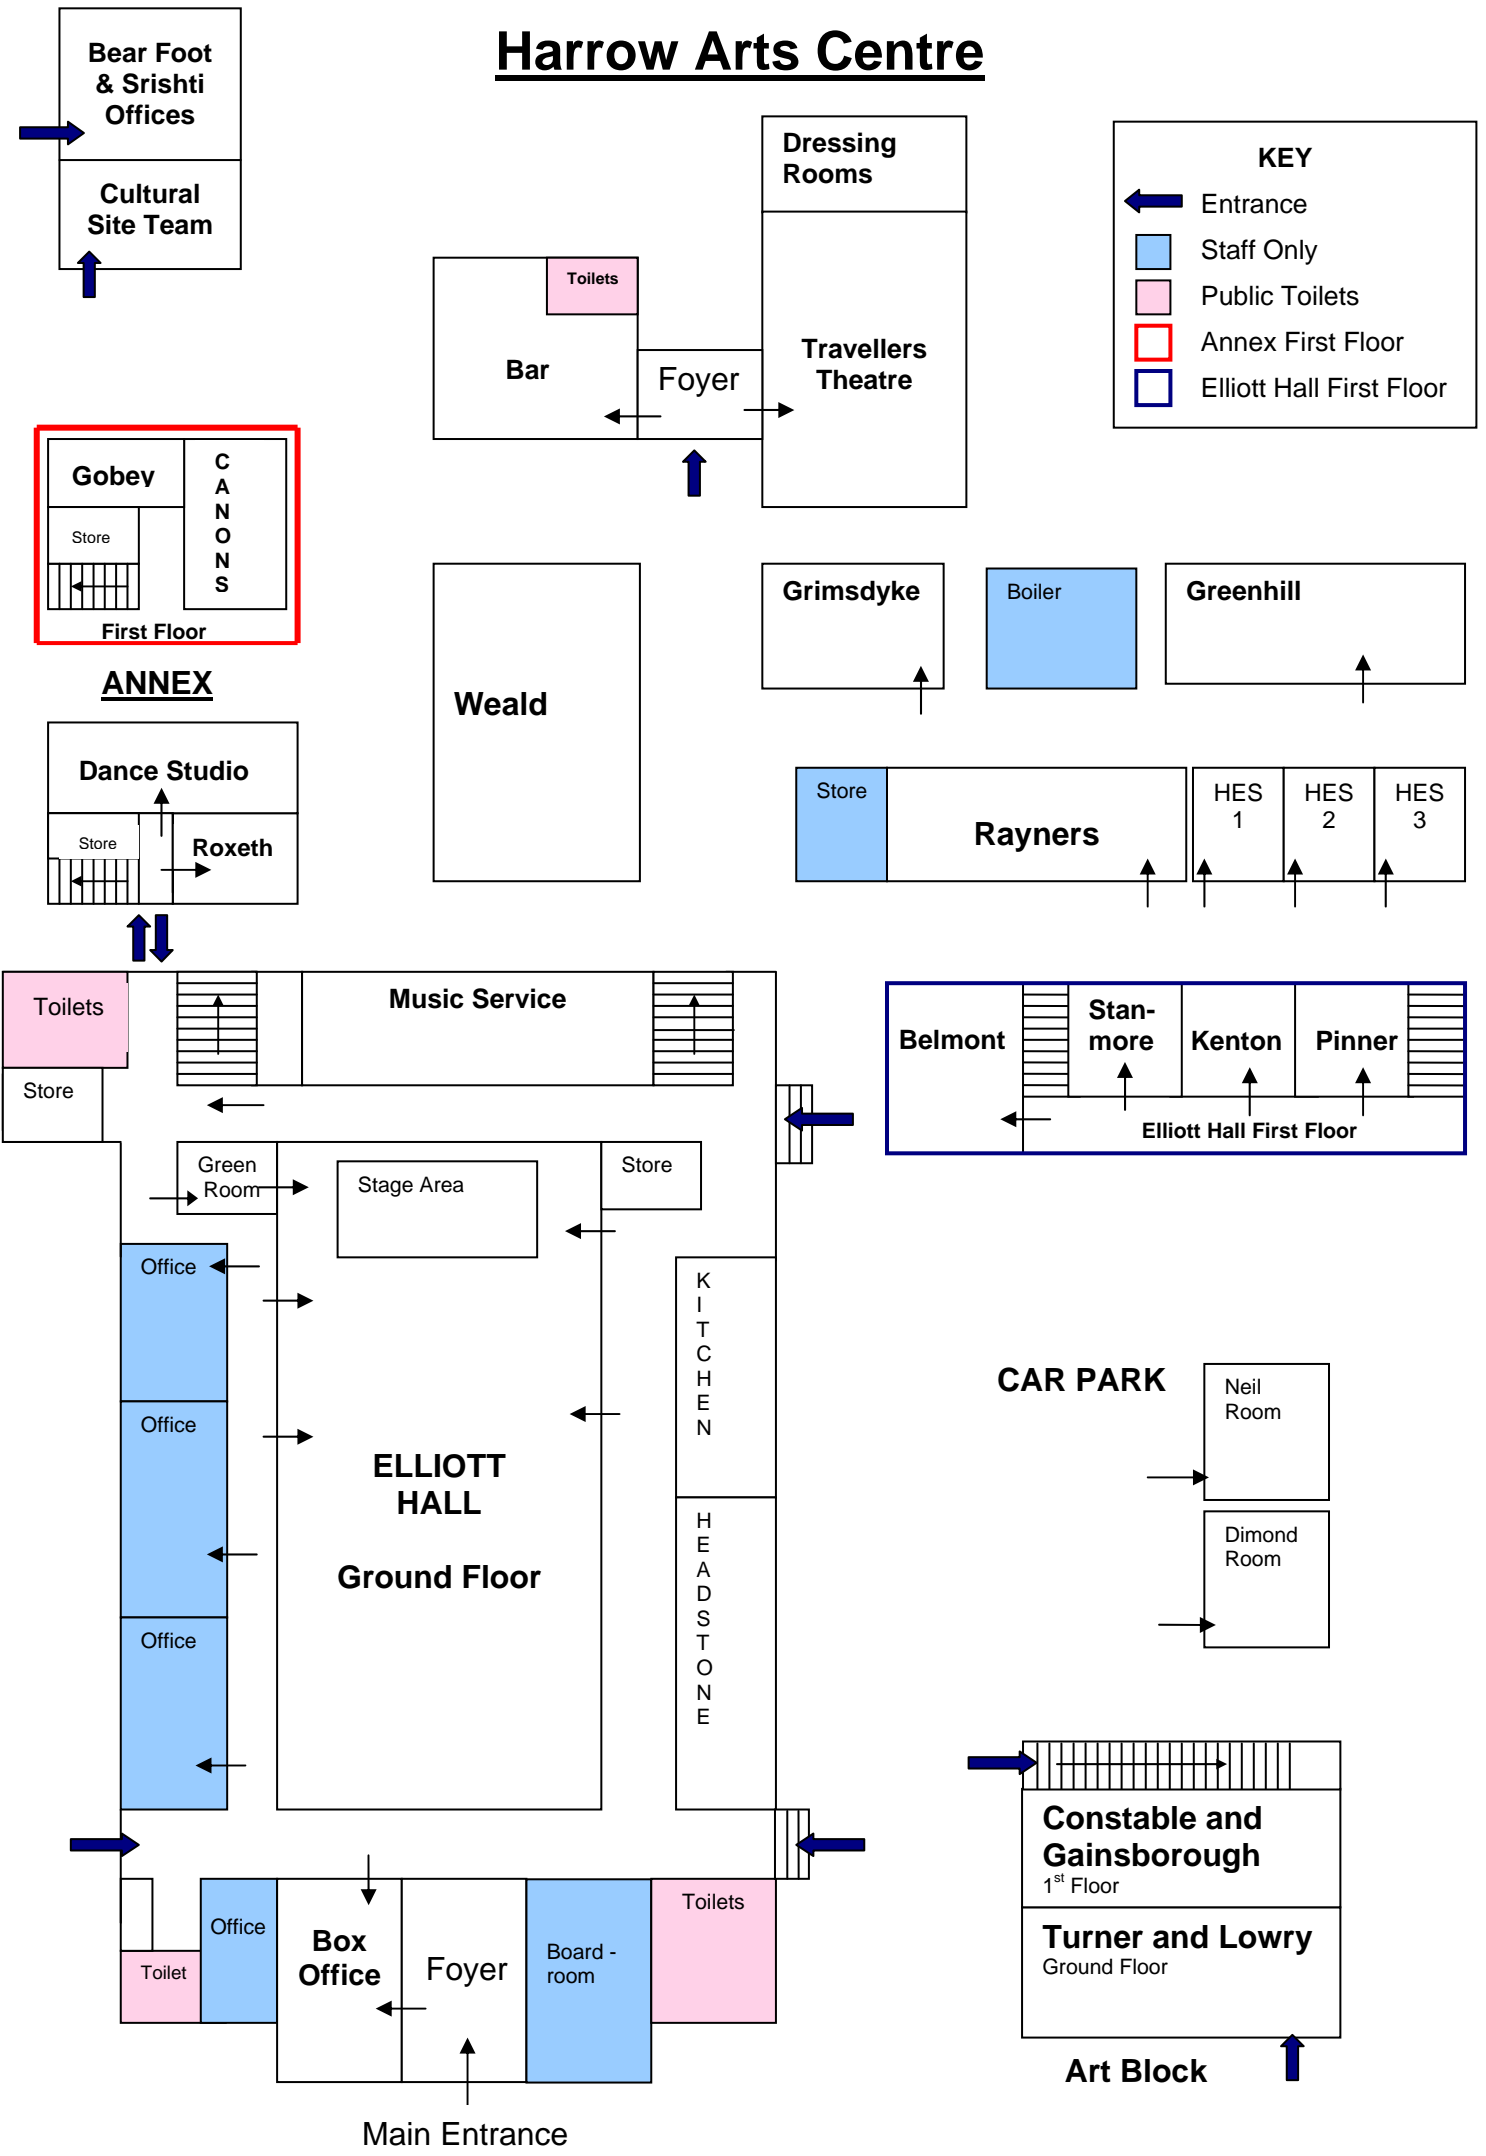 Harrow Arts Centre
Bear Foot
& Srishti
Offices
Cultural
Site Team
Dressing
Rooms
Travellers
Theatre
Toilets
Bar
Foyer
KEY
Entrance
Staff Only
Public Toilets
Annex First Floor
Elliott Hall First Floor
Gobey
CANONS
Store
First Floor
ANNEX
Dance Studio
Store
Roxeth
Weald
Grimsdyke
Boiler
Greenhill
Store
Rayners
HES
1
HES
2
HES
3
Toilets
Store
Music Service
Belmont
Stan-
more
Kenton
Pinner
Elliott Hall First Floor
Green
Room
Stage Area
Store
Office
Office
Office
KITCHEN
HEADSTONE
ELLIOTT
HALL
Ground Floor
CAR PARK
Neil
Room
Dimond
Room
Constable and
Gainsborough
1st Floor
Turner and Lowry
Ground Floor
Art Block
Toilet
Office
Box
Office
Foyer
Board -
room
Toilets
Main Entrance